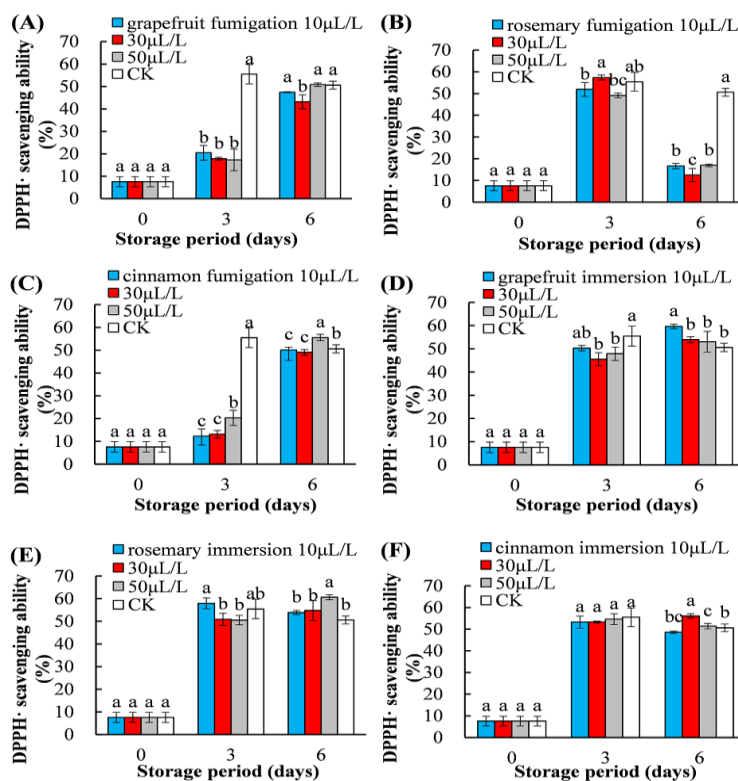 (A)
grapefruit fumigation 10μL/L
30μL/L
50μL/L
CK
DPPH· scavenging ability
(%)
70
60
50
40
30
20
10
0
a a a a
b b b a
a b a a
0 3 6
Storage period (days)
(B)
rosemary fumigation 10μL/L
30μL/L
50μL/L
CK
DPPH· scavenging ability
(%)
70
60
50
40
30
20
10
0
a a a a
b a bc ab
b c b a
0 3 6
Storage period (days)
(C)
cinnamon fumigation 10μL/L
30μL/L
50μL/L
CK
DPPH· scavenging ability
(%)
70
60
50
40
30
20
10
0
a a a a
c c b a
c c a b
0 3 6
Storage period (days)
(D)
grapefruit immersion 10μL/L
30μL/L
50μL/L
CK
DPPH· scavenging ability
(%)
70
60
50
40
30
20
10
0
a a a a
ab b b a
a b b b
0 3 6
Storage period (days)
(E)
rosemary immersion 10μL/L
30μL/L
50μL/L
CK
DPPH· scavenging ability
(%)
70
60
50
40
30
20
10
0
a a a a
a b b ab
b b a b
0 3 6
Storage period (days)
(F)
cinnamon immersion 10μL/L
30μL/L
50μL/L
CK
DPPH· scavenging ability
(%)
70
60
50
40
30
20
10
0
a a a a
a a a a
bc a c b
0 3 6
Storage period (days)